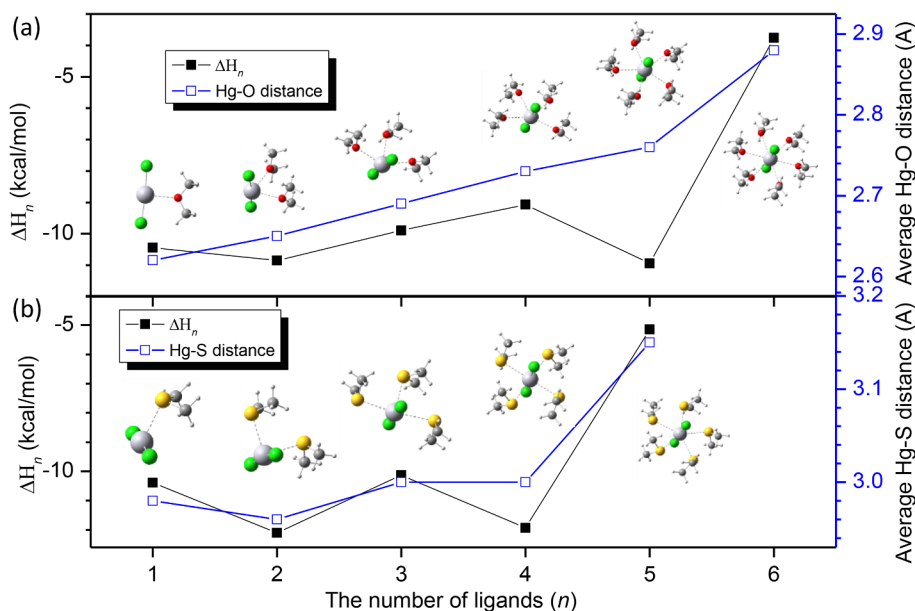 (a)
ΔHn
Hg-O distance
-5
-10
ΔHn (kcal/mol)
2.9
2.8
2.7
2.6
Average Hg-O distance (A)
(b)
ΔHn
Hg-S distance
-5
-10
ΔHn (kcal/mol)
3.2
3.1
3.0
Average Hg-S distance (A)
1 2 3 4 5 6
The number of ligands (n)